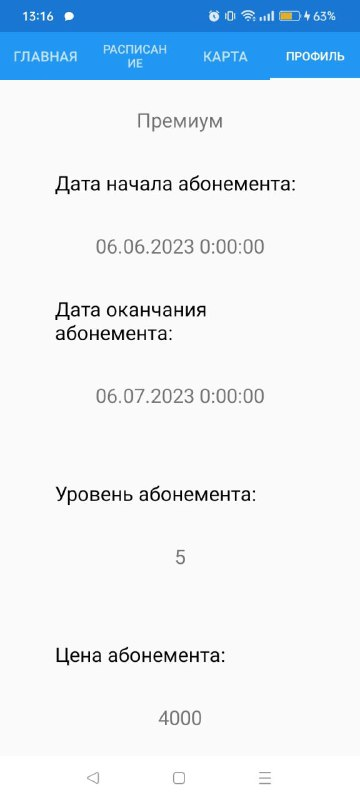 13:16 63%
ГЛАВНАЯ РАСПИСАН КАРТА ПРОФИЛЬ
ИЕ
Премиум
Дата начала абонемента:
06.06.2023 0:00:00
Дата оканчания
абонемента:
06.07.2023 0:00:00
Уровень абонемента:
5
Цена абонемента:
4000